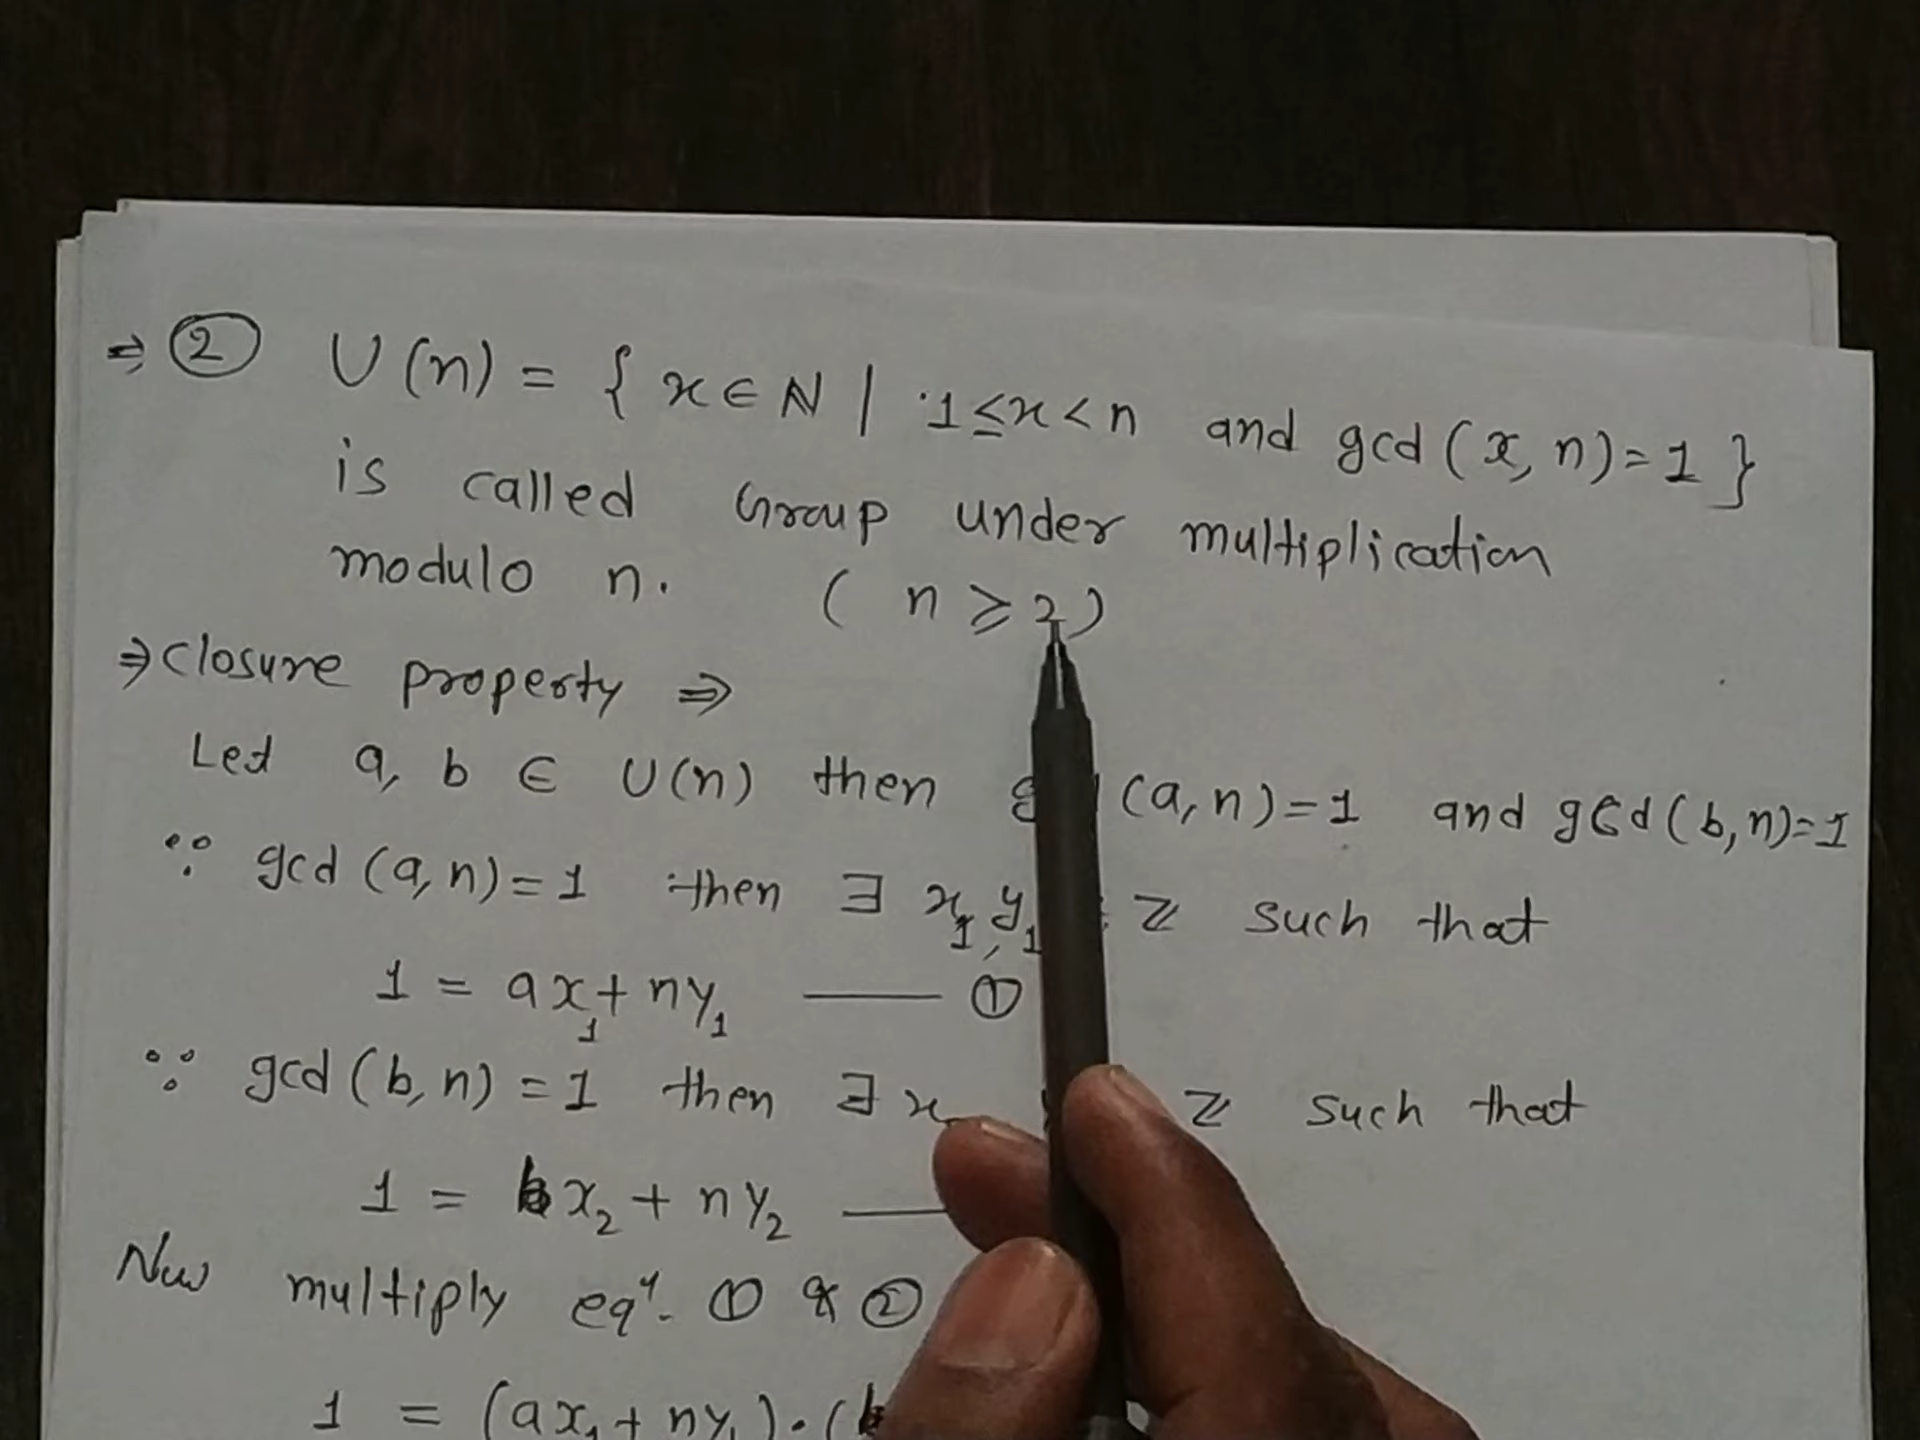 ⇒ ② U(n) = { x ∈ ℕ | 1 ≤ x < n and gcd(x, n) = 1 }
is called Group under multiplication
modulo n. ( n ≥ 2)
⇒ Closure property ⇒
Let a, b ∈ U(n) then (a, n) = 1 and gcd(b, n) = 1
∵ gcd(a, n) = 1 then ∃ x₁, y₁ ℤ such that
1 = ax₁ + ny₁ —— ①
∵ gcd(b, n) = 1 then ∃ x ℤ such that
1 = bx₂ + ny₂ ——
Now multiply eqⁿ. ① & ②
1 = (ax₁ + ny₁)·(b